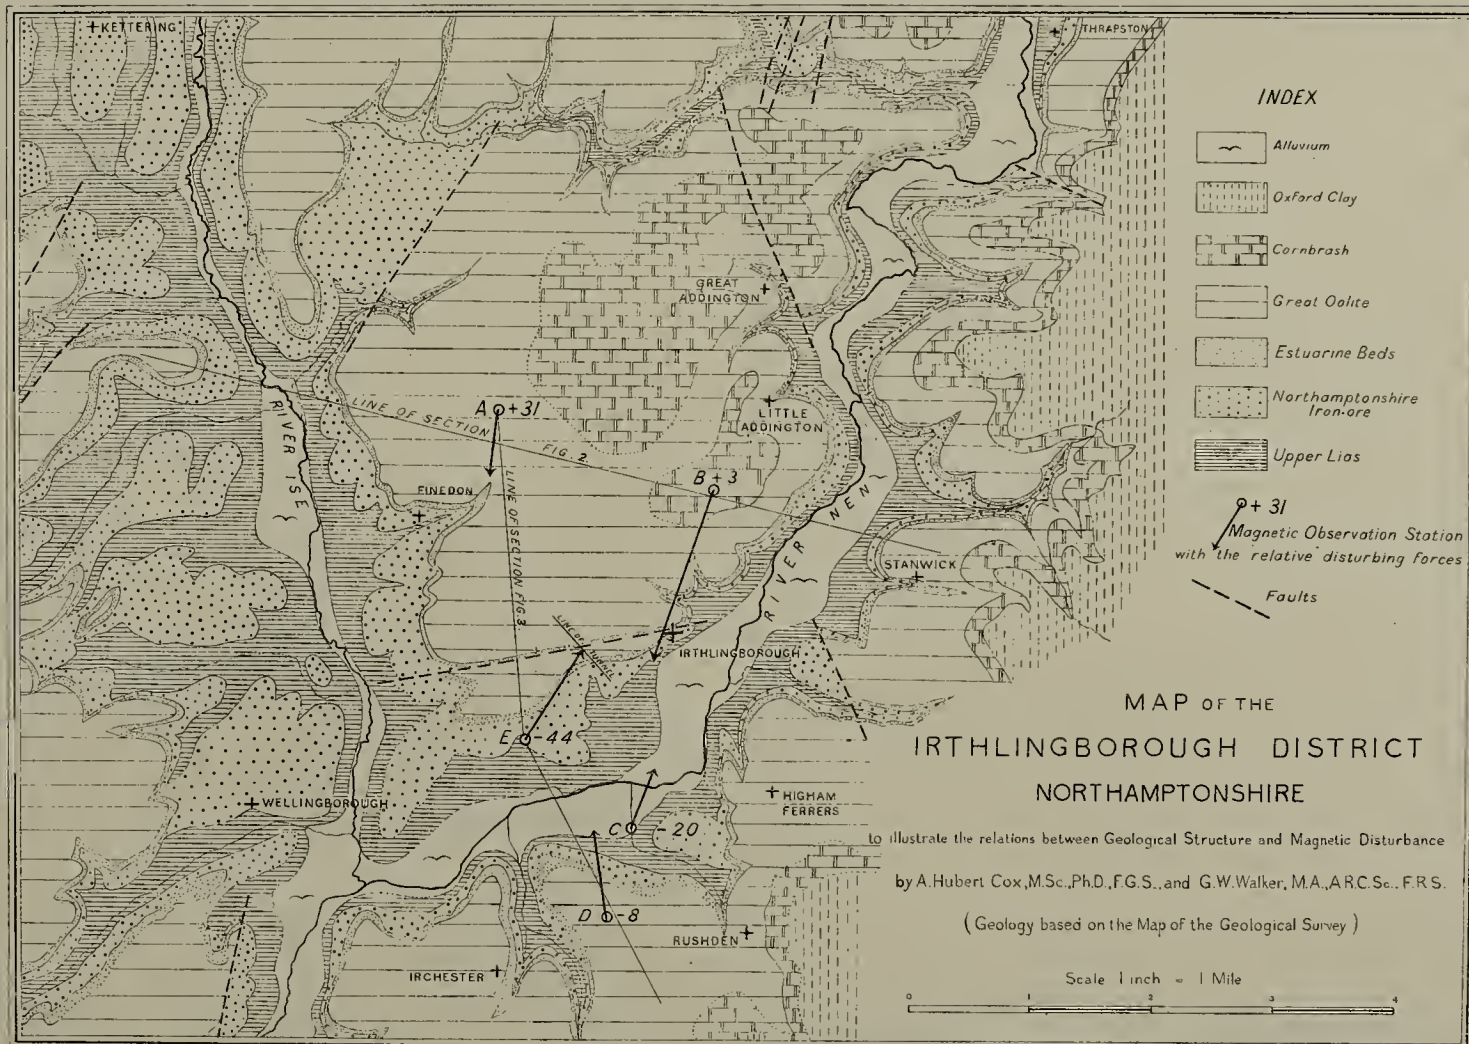 KETTERING
THRAPSTON
INDEX
Alluvium
Oxford Clay
Cornbrash
Great Oolite
Estuarine Beds
Northamptonshire
Iron-ore
Upper Lias
+ 31
Magnetic Observation Station
with the relative disturbing forces
Faults
GREAT
ADDINGTON
LITTLE
ADDINGTON
RIVER ISE
LINE OF SECTION FIG. 2.
A +31
LINE OF SECTION FIG. 3.
B +3
FINEDON
RIVER NEN
STANWICK
LINE OF TUNNEL
IRTHLINGBOROUGH
E -44
WELLINGBOROUGH
C -20
HIGHAM
FERRERS
D -8
RUSHDEN
IRCHESTER
MAP OF THE
IRTHLINGBOROUGH DISTRICT
NORTHAMPTONSHIRE
to illustrate the relations between Geological Structure and Magnetic Disturbance
by A. Hubert Cox, M.Sc., Ph.D., F.G.S., and G.W. Walker, M.A., A.R.C.Sc., F.R.S.
( Geology based on the Map of the Geological Survey )
Scale 1 inch = 1 Mile
0 1 2 3 4